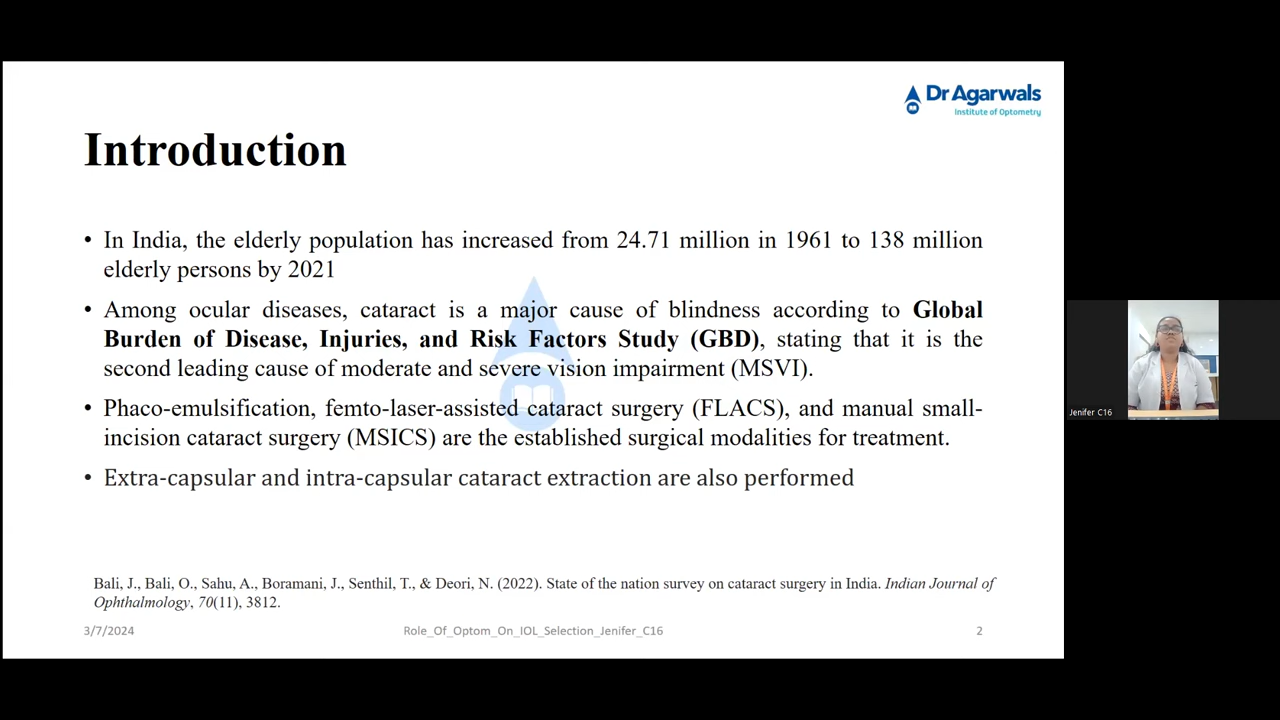 Dr Agarwals
Institute of Optometry
Introduction
• In India, the elderly population has increased from 24.71 million in 1961 to 138 million
elderly persons by 2021
• Among ocular diseases, cataract is a major cause of blindness according to Global
Burden of Disease, Injuries, and Risk Factors Study (GBD), stating that it is the
second leading cause of moderate and severe vision impairment (MSVI).
• Phaco-emulsification, femto-laser-assisted cataract surgery (FLACS), and manual small-
incision cataract surgery (MSICS) are the established surgical modalities for treatment.
• Extra-capsular and intra-capsular cataract extraction are also performed
Bali, J., Bali, O., Sahu, A., Boramani, J., Senthil, T., & Deori, N. (2022). State of the nation survey on cataract surgery in India. Indian Journal of
Ophthalmology, 70(11), 3812.
3/7/2024 Role_Of_Optom_On_IOL_Selection_Jenifer_C16 2
Jenifer C16